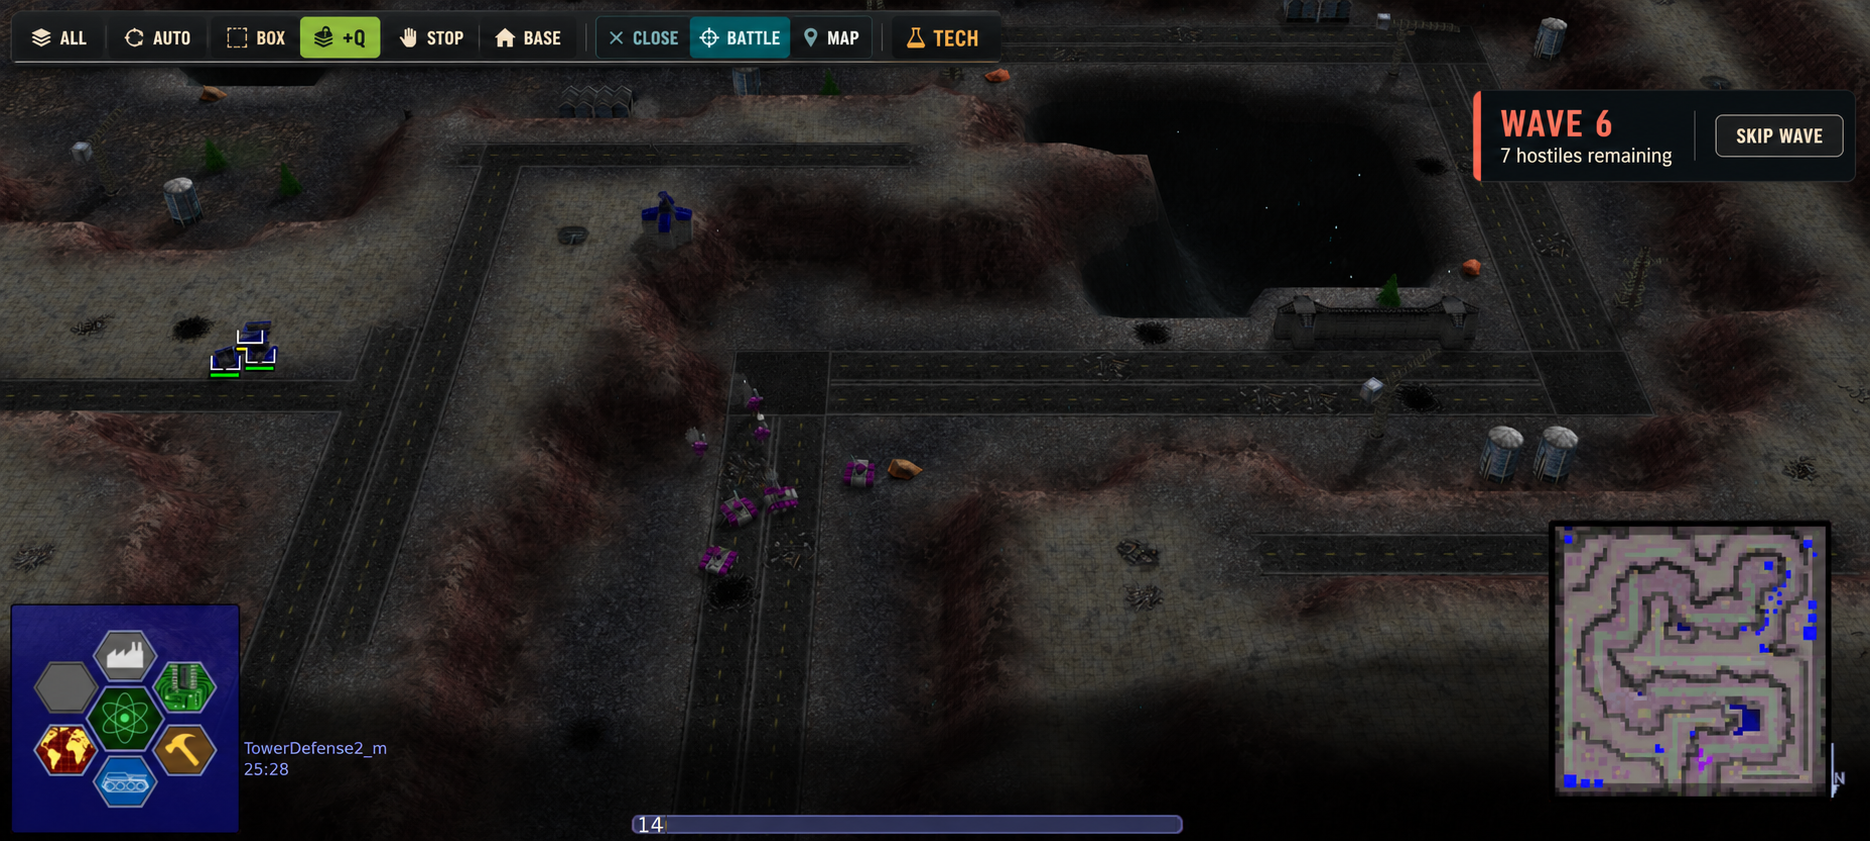 ALL
AUTO
BOX
+Q
STOP
BASE
CLOSE
BATTLE
MAP
TECH
WAVE 6
7 hostiles remaining
SKIP WAVE
TowerDefense2_m
25:28
14
N